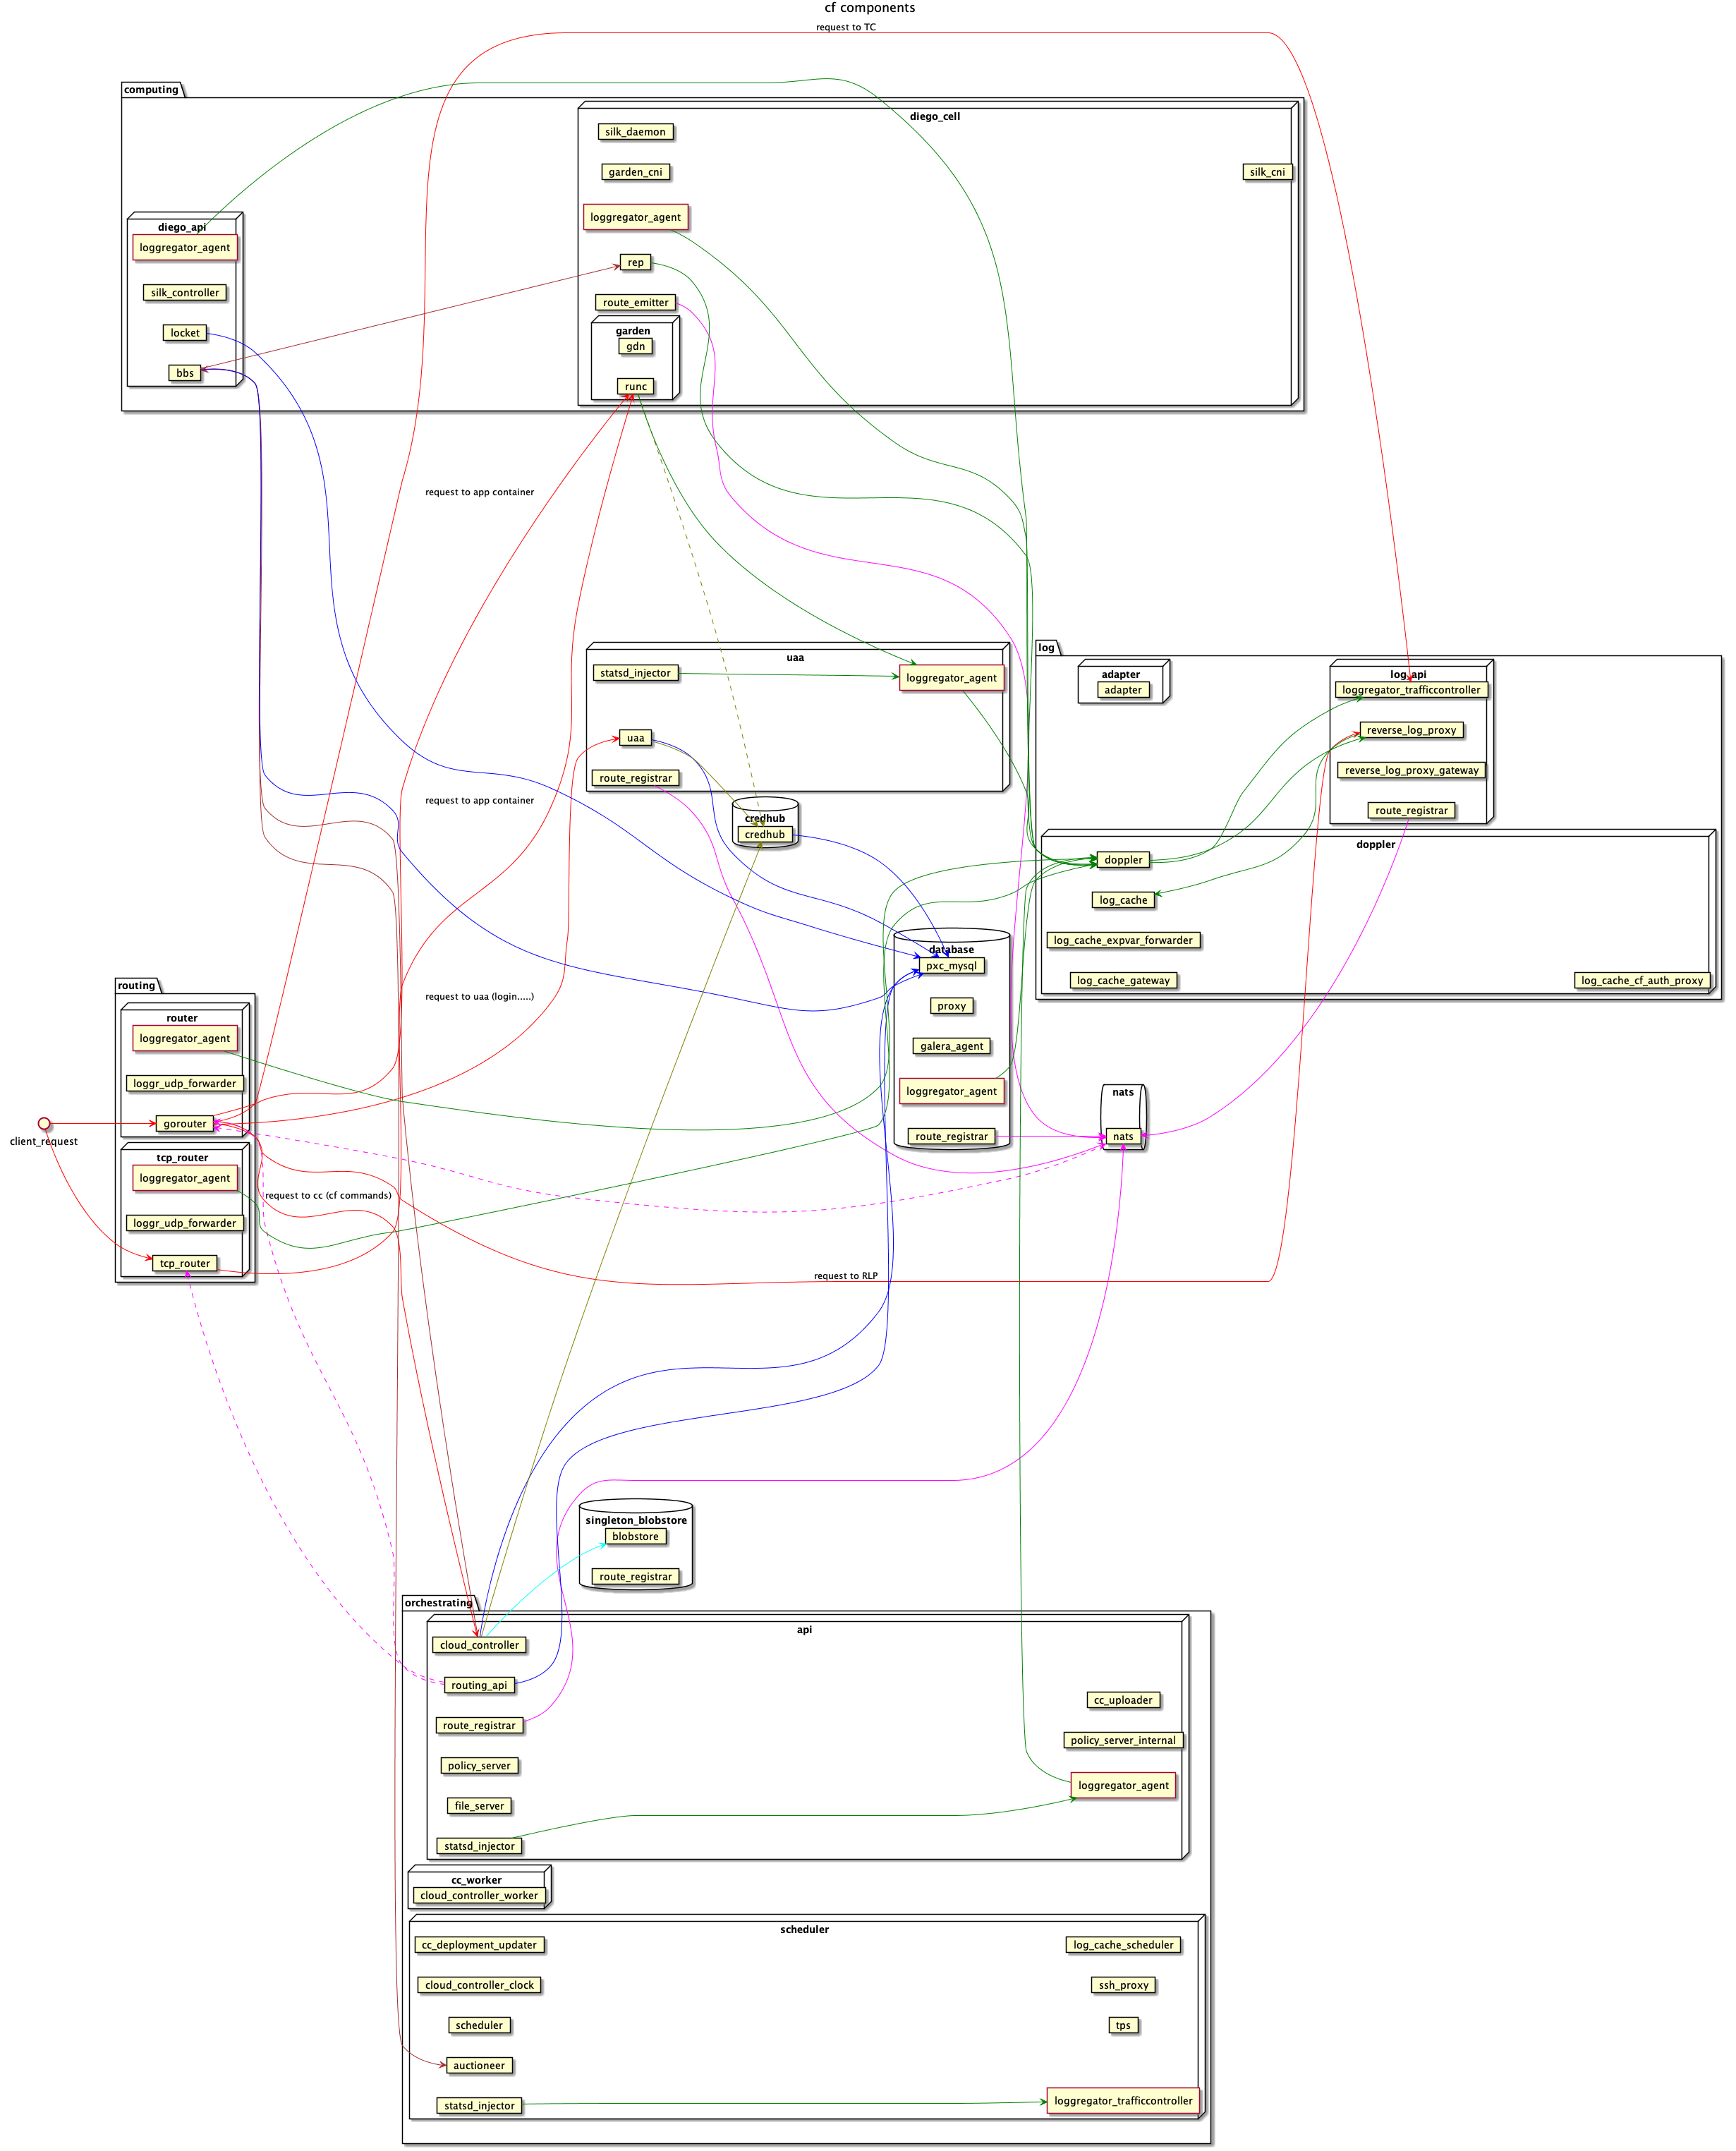 cf components
request to TC
computing
diego_cell
silk_daemon
garden_cni
silk_cni
loggregator_agent
rep
route_emitter
garden
gdn
runc
diego_api
loggregator_agent
silk_controller
locket
bbs
request to app container
uaa
statsd_injector
loggregator_agent
uaa
route_registrar
log
adapter
adapter
log_api
loggregator_trafficcontroller
reverse_log_proxy
reverse_log_proxy_gateway
route_registrar
request to app container
credhub
credhub
doppler
doppler
log_cache
log_cache_expvar_forwarder
log_cache_gateway
log_cache_cf_auth_proxy
database
pxc_mysql
proxy
galera_agent
loggregator_agent
route_registrar
request to uaa (login.....)
routing
router
loggregator_agent
loggr_udp_forwarder
gorouter
client_request
nats
nats
tcp_router
loggregator_agent
request to cc (cf commands)
loggr_udp_forwarder
tcp_router
request to RLP
singleton_blobstore
blobstore
route_registrar
orchestrating
api
cloud_controller
routing_api
cc_uploader
route_registrar
policy_server_internal
policy_server
loggregator_agent
file_server
statsd_injector
cc_worker
cloud_controller_worker
scheduler
cc_deployment_updater
log_cache_scheduler
cloud_controller_clock
ssh_proxy
scheduler
tps
auctioneer
statsd_injector
loggregator_trafficcontroller